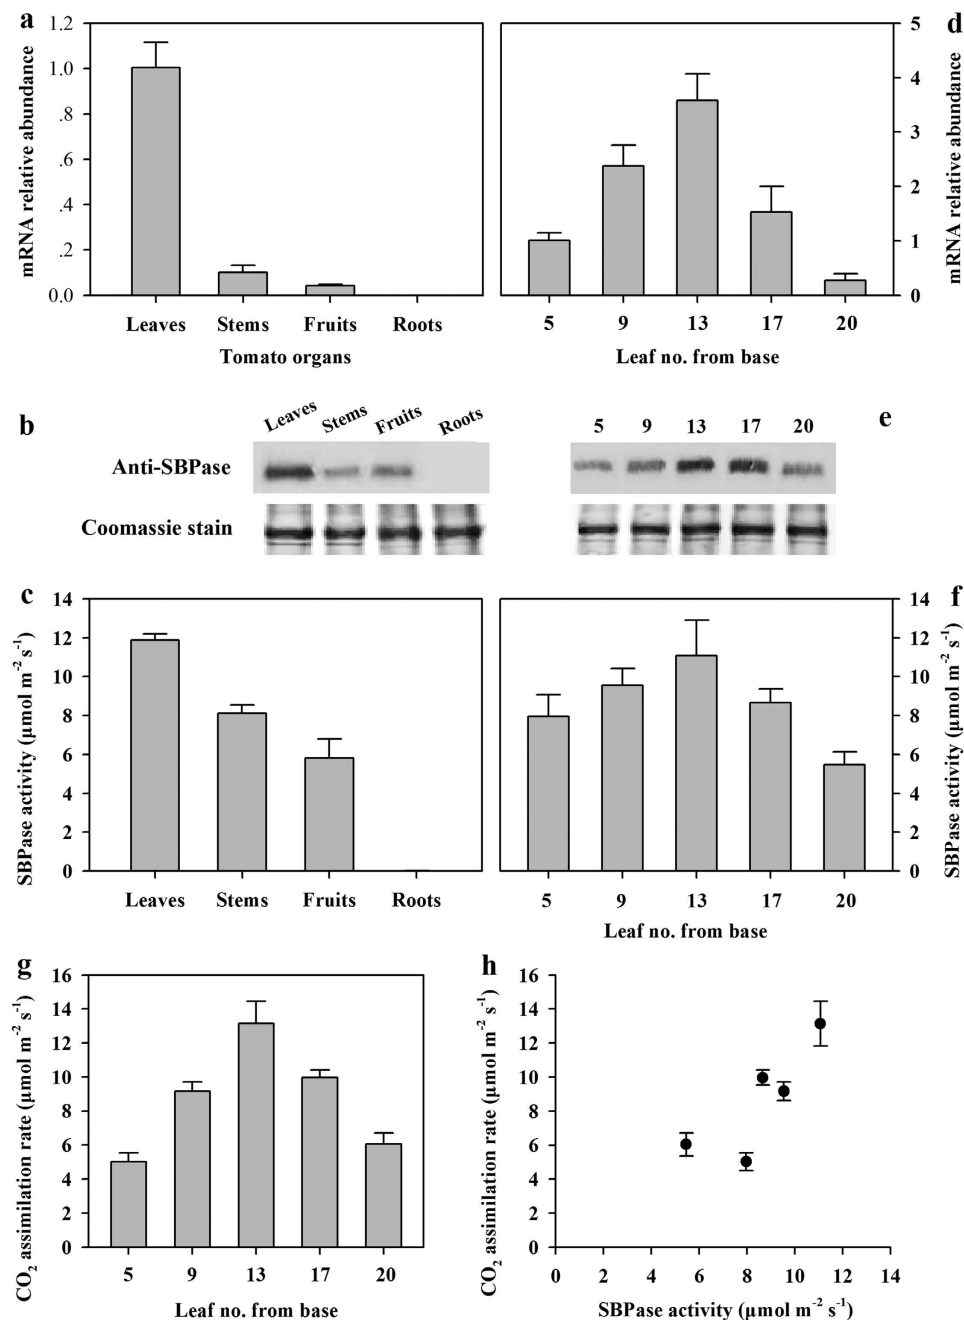 a
mRNA relative abundance
1.2
1.0
.8
.6
.4
.2
0.0
Leaves Stems Fruits Roots
Tomato organs
d
mRNA relative abundance
5
4
3
2
1
0
5 9 13 17 20
Leaf no. from base
b
Leaves Stems Fruits Roots
Anti-SBPase
Coomassie stain
5 9 13 17 20
e
c
SBPase activity (µmol m⁻² s⁻¹)
14
12
10
8
6
4
2
0
Leaves Stems Fruits Roots
f
SBPase activity (µmol m⁻² s⁻¹)
14
12
10
8
6
4
2
0
5 9 13 17 20
Leaf no. from base
g
CO₂ assimilation rate (µmol m⁻² s⁻¹)
16
14
12
10
8
6
4
2
0
5 9 13 17 20
Leaf no. from base
h
CO₂ assimilation rate (µmol m⁻² s⁻¹)
16
14
12
10
8
6
4
2
0
0 2 4 6 8 10 12 14
SBPase activity (µmol m⁻² s⁻¹)